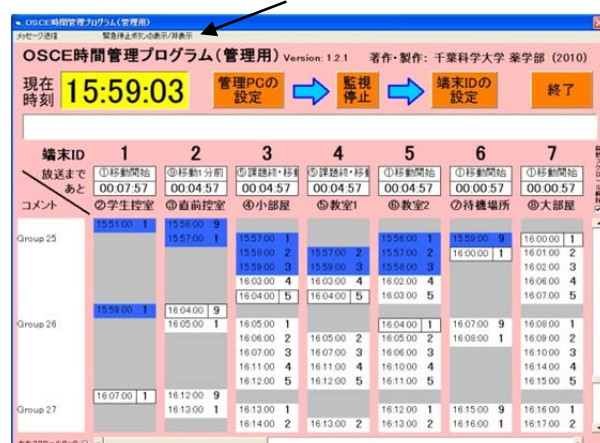 OSCE時間管理プログラム(管理用)
メッセージ送信 緊急停止ボタンの表示/非表示
OSCE時間管理プログラム(管理用) Version: 1.2.1 著作・製作: 千葉科学大学 薬学部 (2010)
現在時刻 15:59:03 管理PCの設定 監視停止 端末IDの設定 終了
端末ID 1 2 3 4 5 6 7
放送まであと ①移動開始 ⑨移動1分前 ⑤課題終・移動 ⑤課題終・移動 ①移動開始 ①移動開始 ①移動開始
00:07:57 00:04:57 00:04:57 00:04:57 00:04:57 00:04:57 00:04:57
コメント ②学生控室 ③直前控室 ④小部屋 ⑤教室1 ⑥教室2 ⑦待機場所 ⑧大部屋
15:51:00 1 15:56:00 9
Group 25 15:57:00 1 15:57:00 1 15:56:00 1 15:59:00 9 16:00:00 1
15:58:00 2 15:57:00 2 15:57:00 2 16:00:00 1 16:01:00 2
15:59:00 3 15:59:00 3 15:58:00 3 16:02:00 3
16:03:00 4 16:03:00 4 16:02:00 4 16:06:00 4
16:04:00 5 16:04:00 5 16:03:00 5 16:07:00 5
15:59:00 1 16:04:00 9
Group 26 16:05:00 1 16:05:00 1 16:04:00 1 16:07:00 9 16:08:00 1
16:06:00 2 16:05:00 2 16:05:00 2 16:08:00 1 16:09:00 2
16:07:00 3 16:07:00 3 16:06:00 3 16:10:00 3
16:11:00 4 16:11:00 4 16:10:00 4 16:14:00 4
16:12:00 5 16:12:00 5 16:11:00 5 16:15:00 5
16:07:00 1 16:12:00 9
Group 27 16:13:00 1 16:13:00 1 16:12:00 1 16:15:00 9 16:16:00 1
16:14:00 2 16:13:00 2 16:13:00 2 16:16:00 1 16:17:00 2